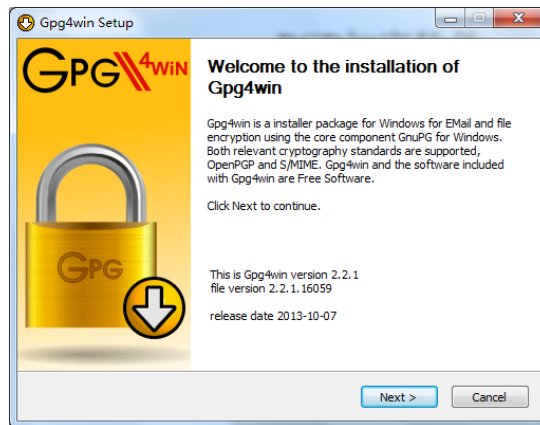 Gpg4win Setup
GPG4WIN
Welcome to the installation of
Gpg4win
Gpg4win is a installer package for Windows for EMail and file
encryption using the core component GnuPG for Windows.
Both relevant cryptography standards are supported,
OpenPGP and S/MIME. Gpg4win and the software included
with Gpg4win are Free Software.
Click Next to continue.
GPG
This is Gpg4win version 2.2.1
file version 2.2.1.16059
release date 2013-10-07
Next >
Cancel